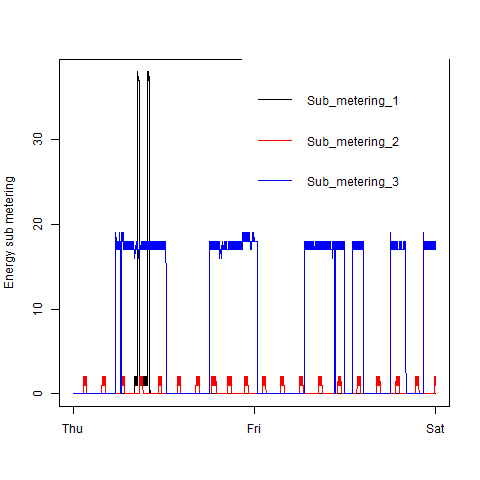 Sub_metering_1
Sub_metering_2
Sub_metering_3
Energy sub metering
30
20
10
0
Thu Fri Sat